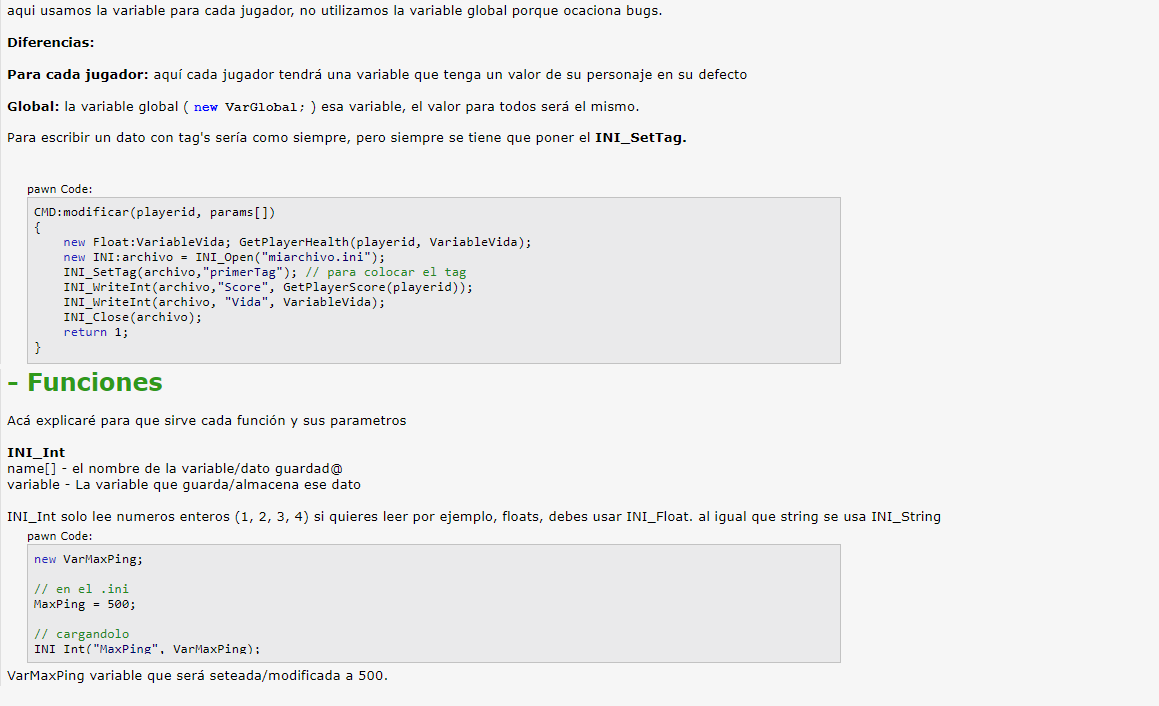 aqui usamos la variable para cada jugador, no utilizamos la variable global porque ocaciona bugs.
Diferencias:
Para cada jugador: aquí cada jugador tendrá una variable que tenga un valor de su personaje en su defecto
Global: la variable global ( new VarGlobal; ) esa variable, el valor para todos será el mismo.
Para escribir un dato con tag's sería como siempre, pero siempre se tiene que poner el INI_SetTag.
pawn Code:
CMD:modificar(playerid, params[])
{
    new Float:VariableVida; GetPlayerHealth(playerid, VariableVida);
    new INI:archivo = INI_Open("miarchivo.ini");
    INI_SetTag(archivo,"primerTag"); // para colocar el tag
    INI_WriteInt(archivo,"Score", GetPlayerScore(playerid));
    INI_WriteInt(archivo, "Vida", VariableVida);
    INI_Close(archivo);
    return 1;
}
- Funciones
Acá explicaré para que sirve cada función y sus parametros
INI_Int
name[] - el nombre de la variable/dato guardad@
variable - La variable que guarda/almacena ese dato
INI_Int solo lee numeros enteros (1, 2, 3, 4) si quieres leer por ejemplo, floats, debes usar INI_Float. al igual que string se usa INI_String
pawn Code:
new VarMaxPing;
// en el .ini
MaxPing = 500;
// cargandolo
INI_Int("MaxPing", VarMaxPing);
VarMaxPing variable que será seteada/modificada a 500.